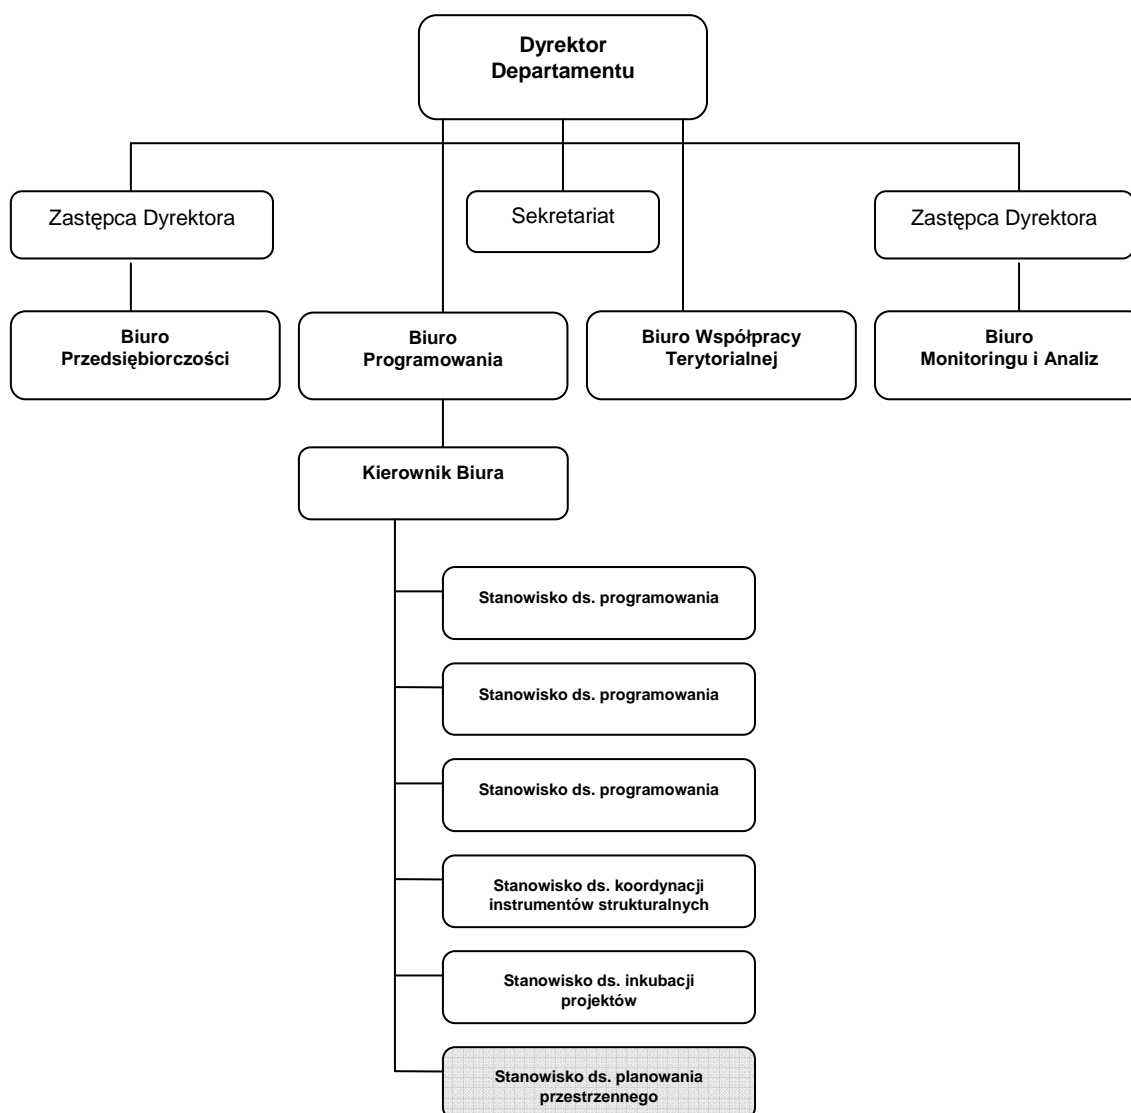 Dyrektor
Departamentu
Zastępca Dyrektora
Sekretariat
Zastępca Dyrektora
Biuro
Przedsiębiorczości
Biuro
Programowania
Biuro Współpracy
Terytorialnej
Biuro
Monitoringu i Analiz
Kierownik Biura
Stanowisko ds. programowania
Stanowisko ds. programowania
Stanowisko ds. programowania
Stanowisko ds. koordynacji
instrumentów strukturalnych
Stanowisko ds. inkubacji
projektów
Stanowisko ds. planowania
przestrzennego